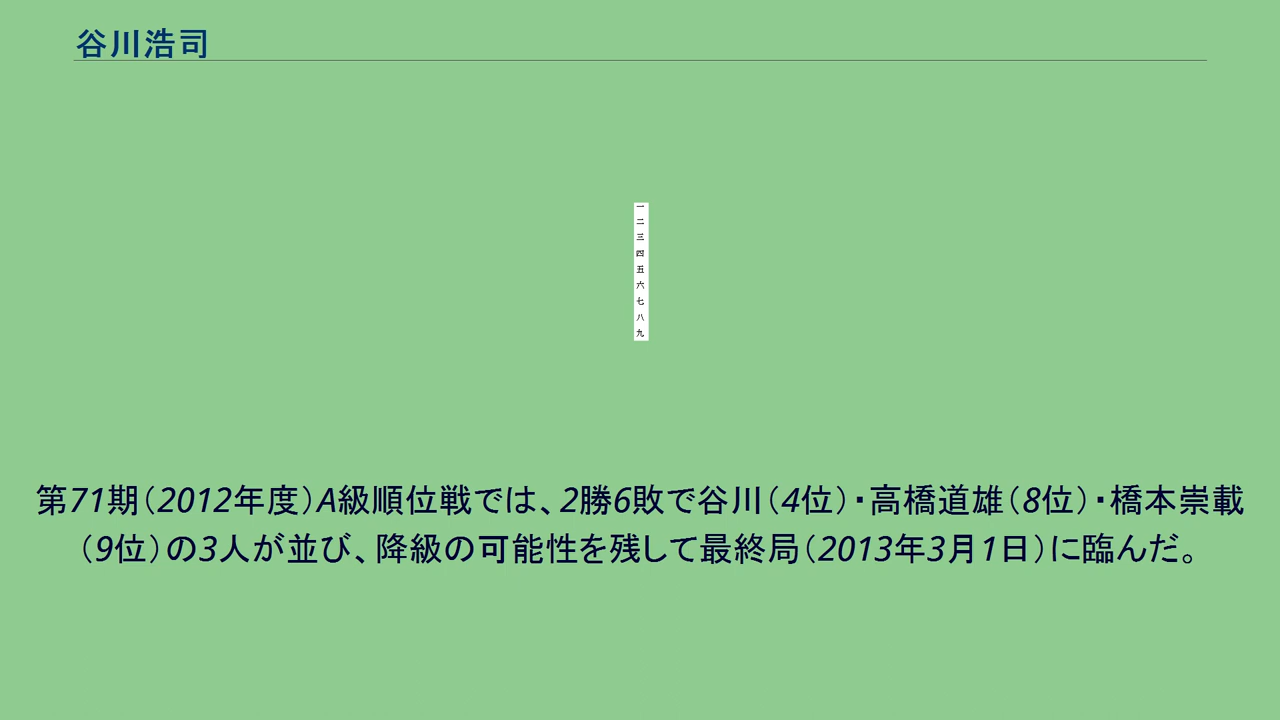 谷川浩司
一
二
三
四
五
六
七
八
九
第71期（2012年度）A級順位戦では、2勝6敗で谷川（4位）・高橋道雄（8位）・橋本崇載
（9位）の3人が並び、降級の可能性を残して最終局（2013年3月1日）に臨んだ。